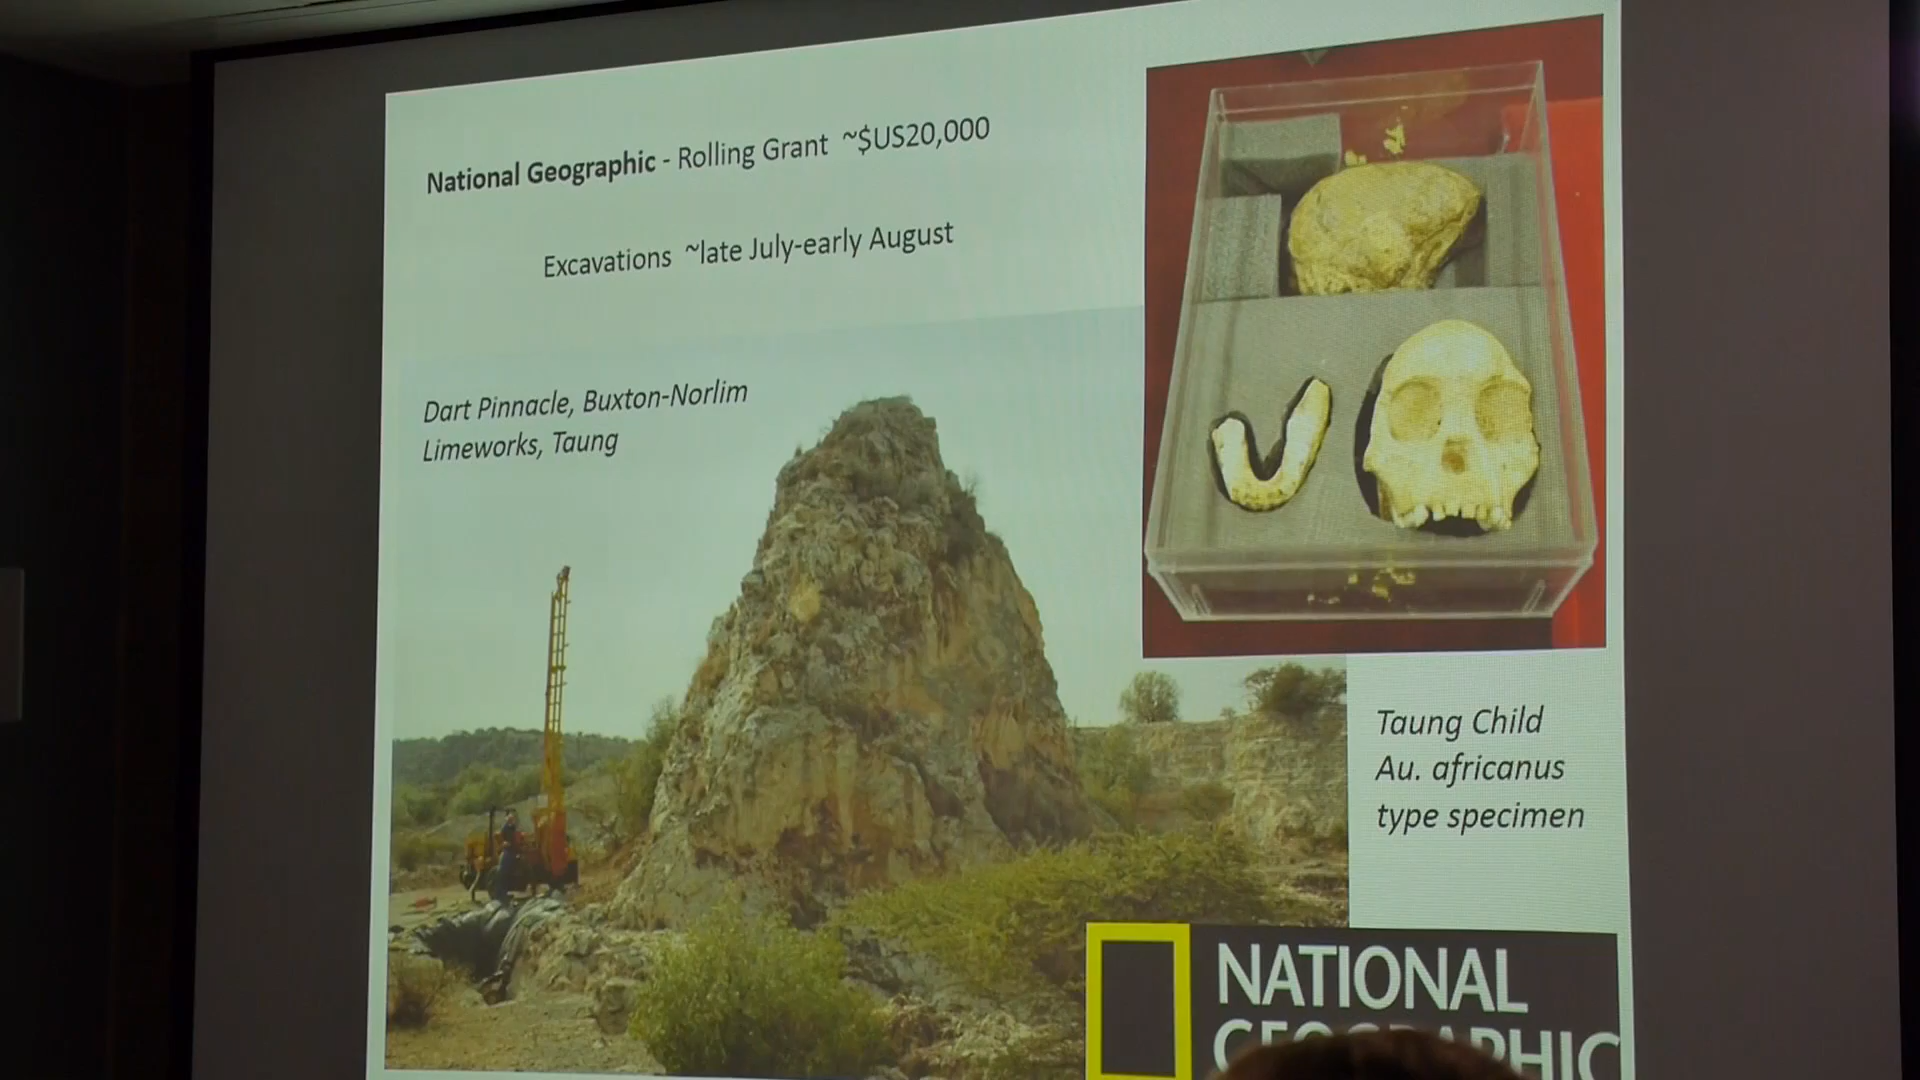 National Geographic - Rolling Grant ~$US20,000
Excavations ~late July-early August
Dart Pinnacle, Buxton-Norlim
Limeworks, Taung
Taung Child
Au. africanus
type specimen
NATIONAL
GEOGRAPHIC